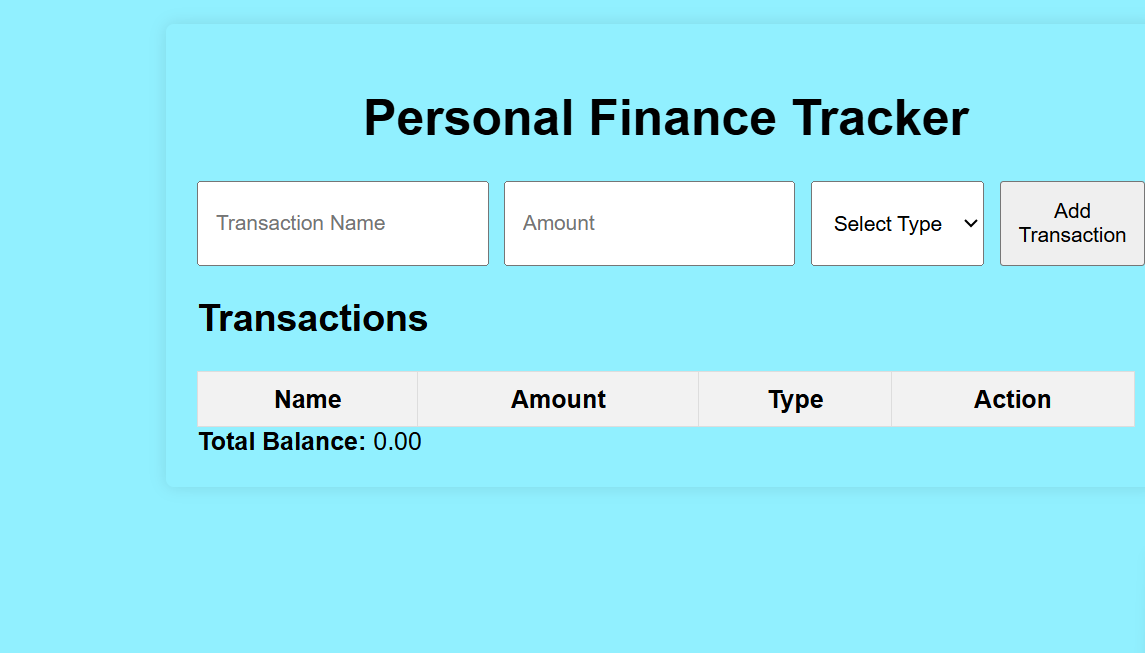 Personal Finance Tracker
Transaction Name
Amount
Select Type
Add
Transaction
Transactions
Name Amount Type Action
Total Balance: 0.00